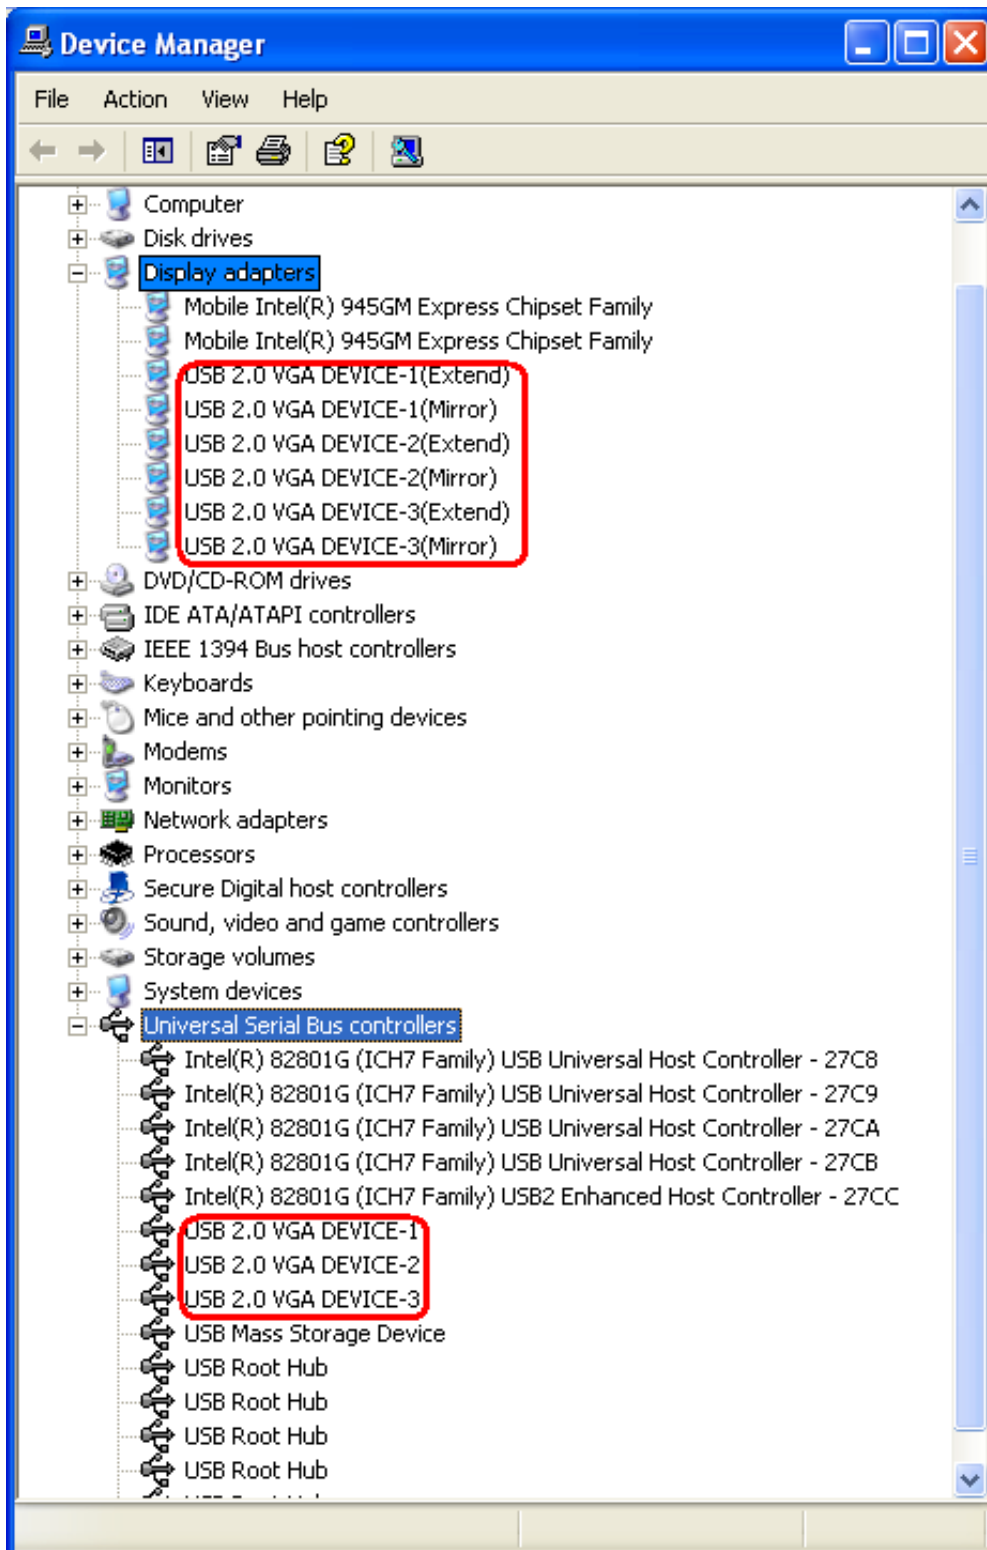 Device Manager
File Action View Help
Computer
Disk drives
Display adapters
Mobile Intel(R) 945GM Express Chipset Family
Mobile Intel(R) 945GM Express Chipset Family
USB 2.0 VGA DEVICE-1(Extend)
USB 2.0 VGA DEVICE-1(Mirror)
USB 2.0 VGA DEVICE-2(Extend)
USB 2.0 VGA DEVICE-2(Mirror)
USB 2.0 VGA DEVICE-3(Extend)
USB 2.0 VGA DEVICE-3(Mirror)
DVD/CD-ROM drives
IDE ATA/ATAPI controllers
IEEE 1394 Bus host controllers
Keyboards
Mice and other pointing devices
Modems
Monitors
Network adapters
Processors
Secure Digital host controllers
Sound, video and game controllers
Storage volumes
System devices
Universal Serial Bus controllers
Intel(R) 82801G (ICH7 Family) USB Universal Host Controller - 27C8
Intel(R) 82801G (ICH7 Family) USB Universal Host Controller - 27C9
Intel(R) 82801G (ICH7 Family) USB Universal Host Controller - 27CA
Intel(R) 82801G (ICH7 Family) USB Universal Host Controller - 27CB
Intel(R) 82801G (ICH7 Family) USB2 Enhanced Host Controller - 27CC
USB 2.0 VGA DEVICE-1
USB 2.0 VGA DEVICE-2
USB 2.0 VGA DEVICE-3
USB Mass Storage Device
USB Root Hub
USB Root Hub
USB Root Hub
USB Root Hub